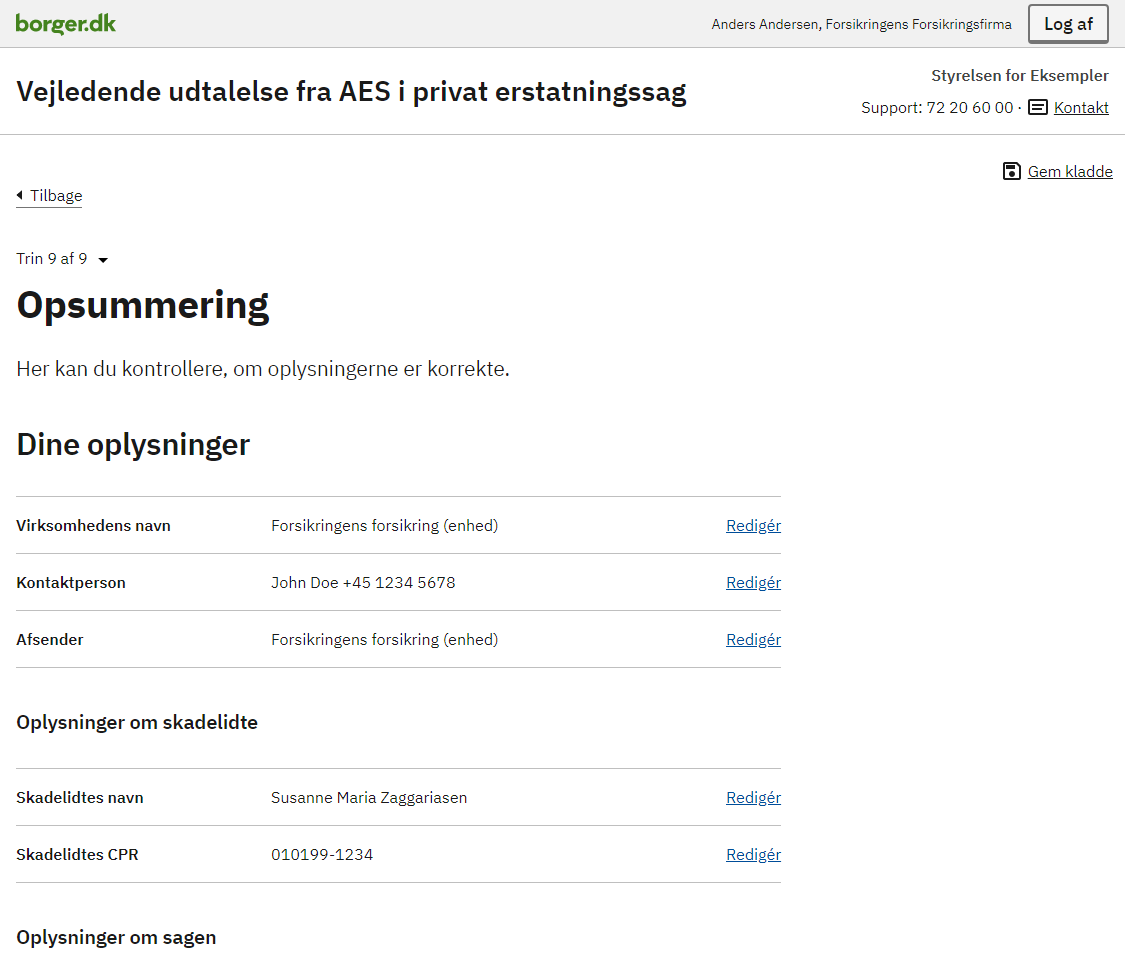 borger.dk
Anders Andersen, Forsikringens Forsikringsfirma
Log af
Vejledende udtalelse fra AES i privat erstatningssag
Styrelsen for Eksempler
Support: 72 20 60 00 · Kontakt
Gem kladde
Tilbage
Trin 9 af 9
Opsummering
Her kan du kontrollere, om oplysningerne er korrekte.
Dine oplysninger
Virksomhedens navn Forsikringens forsikring (enhed) Redigér
Kontaktperson John Doe +45 1234 5678 Redigér
Afsender Forsikringens forsikring (enhed) Redigér
Oplysninger om skadelidte
Skadelidtes navn Susanne Maria Zaggariasen Redigér
Skadelidtes CPR 010199-1234 Redigér
Oplysninger om sagen